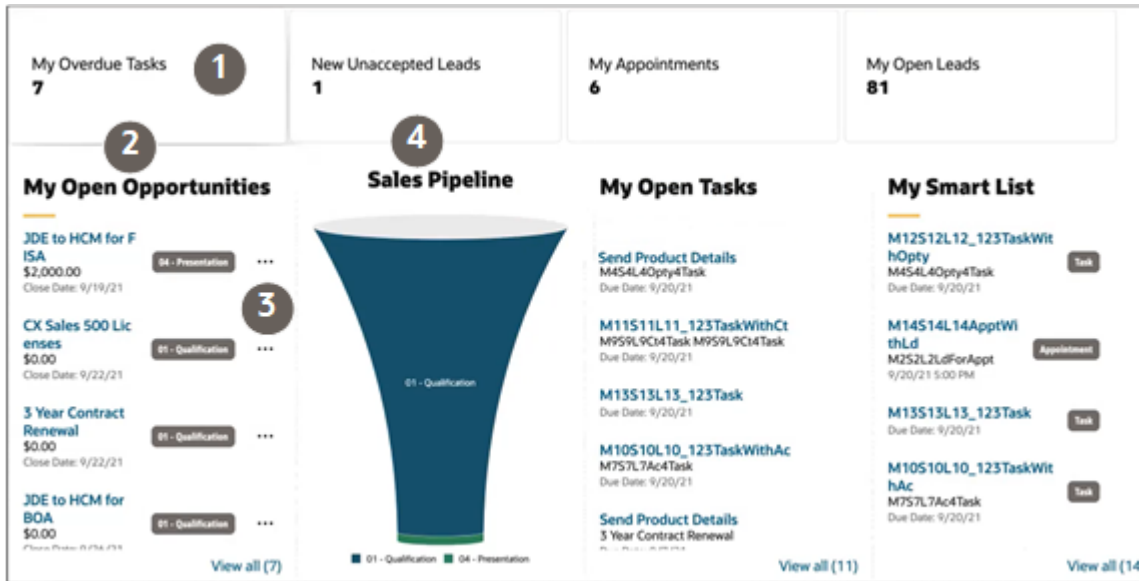 My Overdue Tasks
7
1
New Unaccepted Leads
1
My Appointments
6
My Open Leads
81
2
My Open Opportunities
JDE to HCM for F
ISA
$2,000.00
Close Date: 9/19/21
04 - Presentation
...
3
CX Sales 500 Lic
enses
$0.00
Close Date: 9/22/21
01 - Qualification
...
3 Year Contract
Renewal
$0.00
Close Date: 9/22/21
01 - Qualification
...
JDE to HCM for
BOA
$0.00
01 - Qualification
...
View all (7)
4
Sales Pipeline
01 - Qualification
01 - Qualification
04 - Presentation
My Open Tasks
Send Product Details
M4S4L4Opty4Task
Due Date: 9/20/21
M11S11L11_123TaskWithCt
M9S9L9Ct4Task M9S9L9Ct4Task
Due Date: 9/20/21
M13S13L13_123Task
Due Date: 9/20/21
M10S10L10_123TaskWithAc
M7S7L7Ac4Task
Due Date: 9/20/21
Send Product Details
3 Year Contract Renewal
View all (11)
My Smart List
M12S12L12_123TaskWit
hOpty
M4S4L4Opty4Task
Due Date: 9/20/21
Task
M14S14L14ApptWi
thLd
M2S2L2LdForAppt
9/20/21 5:00 PM
Appointment
M13S13L13_123Task
Due Date: 9/20/21
Task
M10S10L10_123TaskWit
hAc
M7S7L7Ac4Task
Due Date: 9/20/21
Task
View all (14